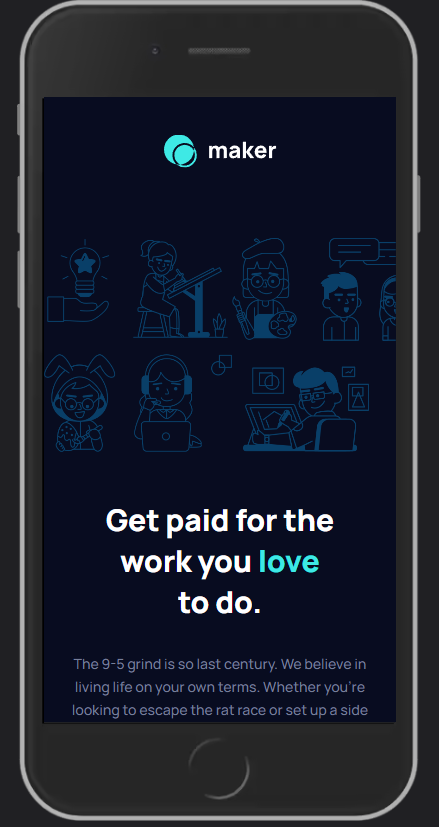 maker
Get paid for the
work you love
to do.
The 9-5 grind is so last century. We believe in
living life on your own terms. Whether you're
looking to escape the rat race or set up a side